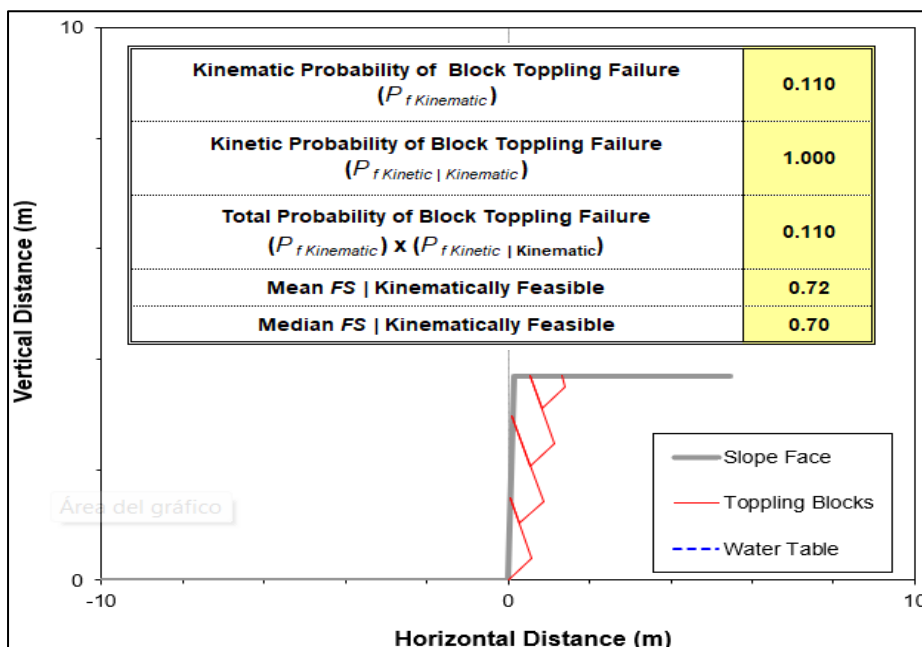 10
Kinematic Probability of Block Toppling Failure
(P f Kinematic)
0.110
Kinetic Probability of Block Toppling Failure
(P f Kinetic | Kinematic)
1.000
Total Probability of Block Toppling Failure
(P f Kinematic) x (P f Kinetic | Kinematic)
0.110
Mean FS | Kinematically Feasible
0.72
Median FS | Kinematically Feasible
0.70
Vertical Distance (m)
Slope Face
Toppling Blocks
Water Table
Área del gráfico
0
-10
0
10
Horizontal Distance (m)